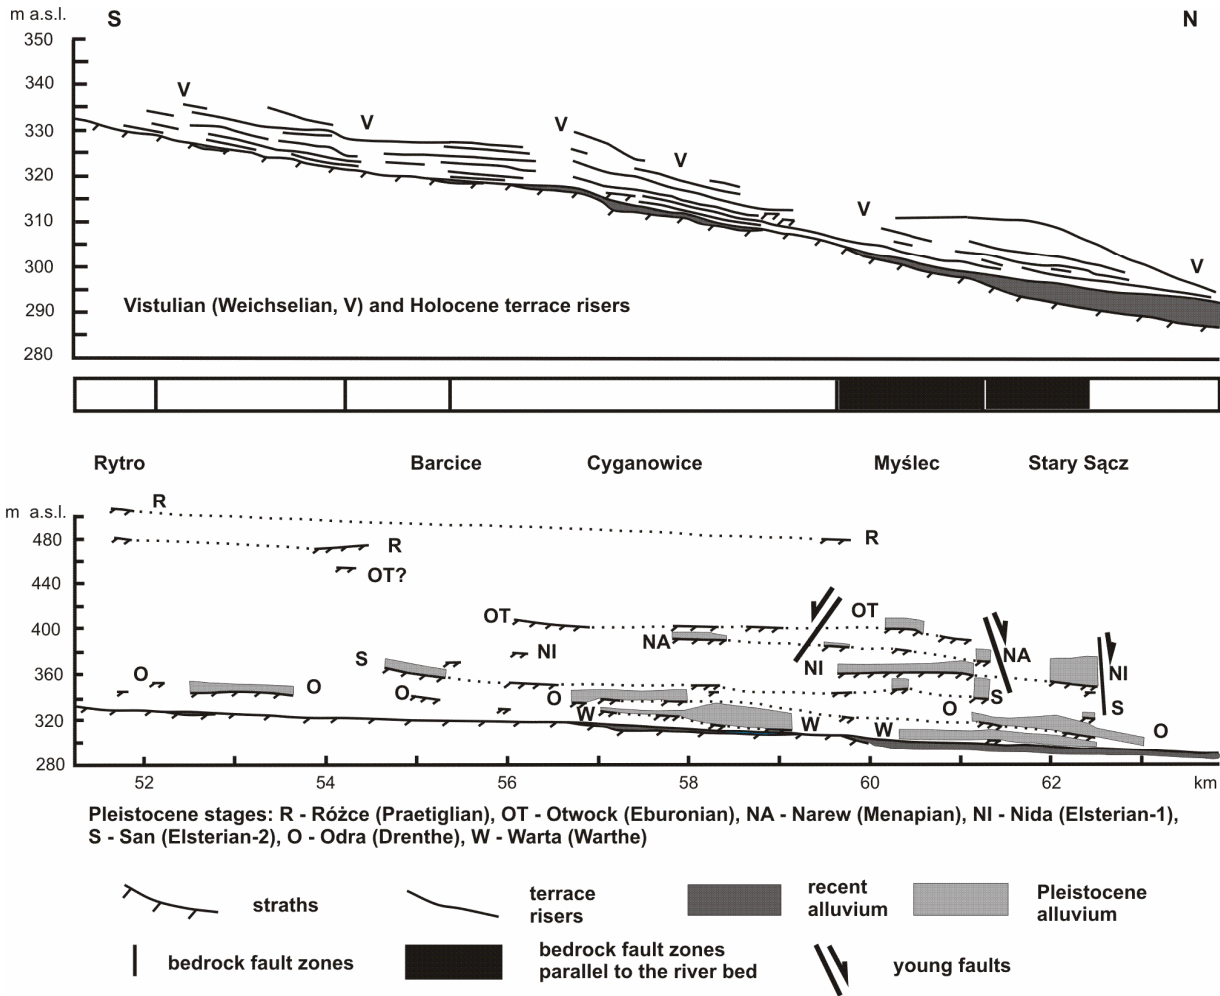 m a.s.l.
S
N
350
340
330
320
310
300
290
280
V
V
V
V
V
V
Vistulian (Weichselian, V) and Holocene terrace risers
Rytro
Barcice
Cyganowice
Myślec
Stary Sącz
m a.s.l.
480
440
400
360
320
280
R
R
R
OT?
OT
OT
NA
NA
NI
NI
NI
S
S
S
O
O
O
O
O
O
W
W
W
52
54
56
58
60
62
km
Pleistocene stages: R - Różce (Praetiglian), OT - Otwock (Eburonian), NA - Narew (Menapian), NI - Nida (Elsterian-1),
S - San (Elsterian-2), O - Odra (Drenthe), W - Warta (Warthe)
straths
terrace
risers
recent
alluvium
Pleistocene
alluvium
bedrock fault zones
bedrock fault zones
parallel to the river bed
young faults